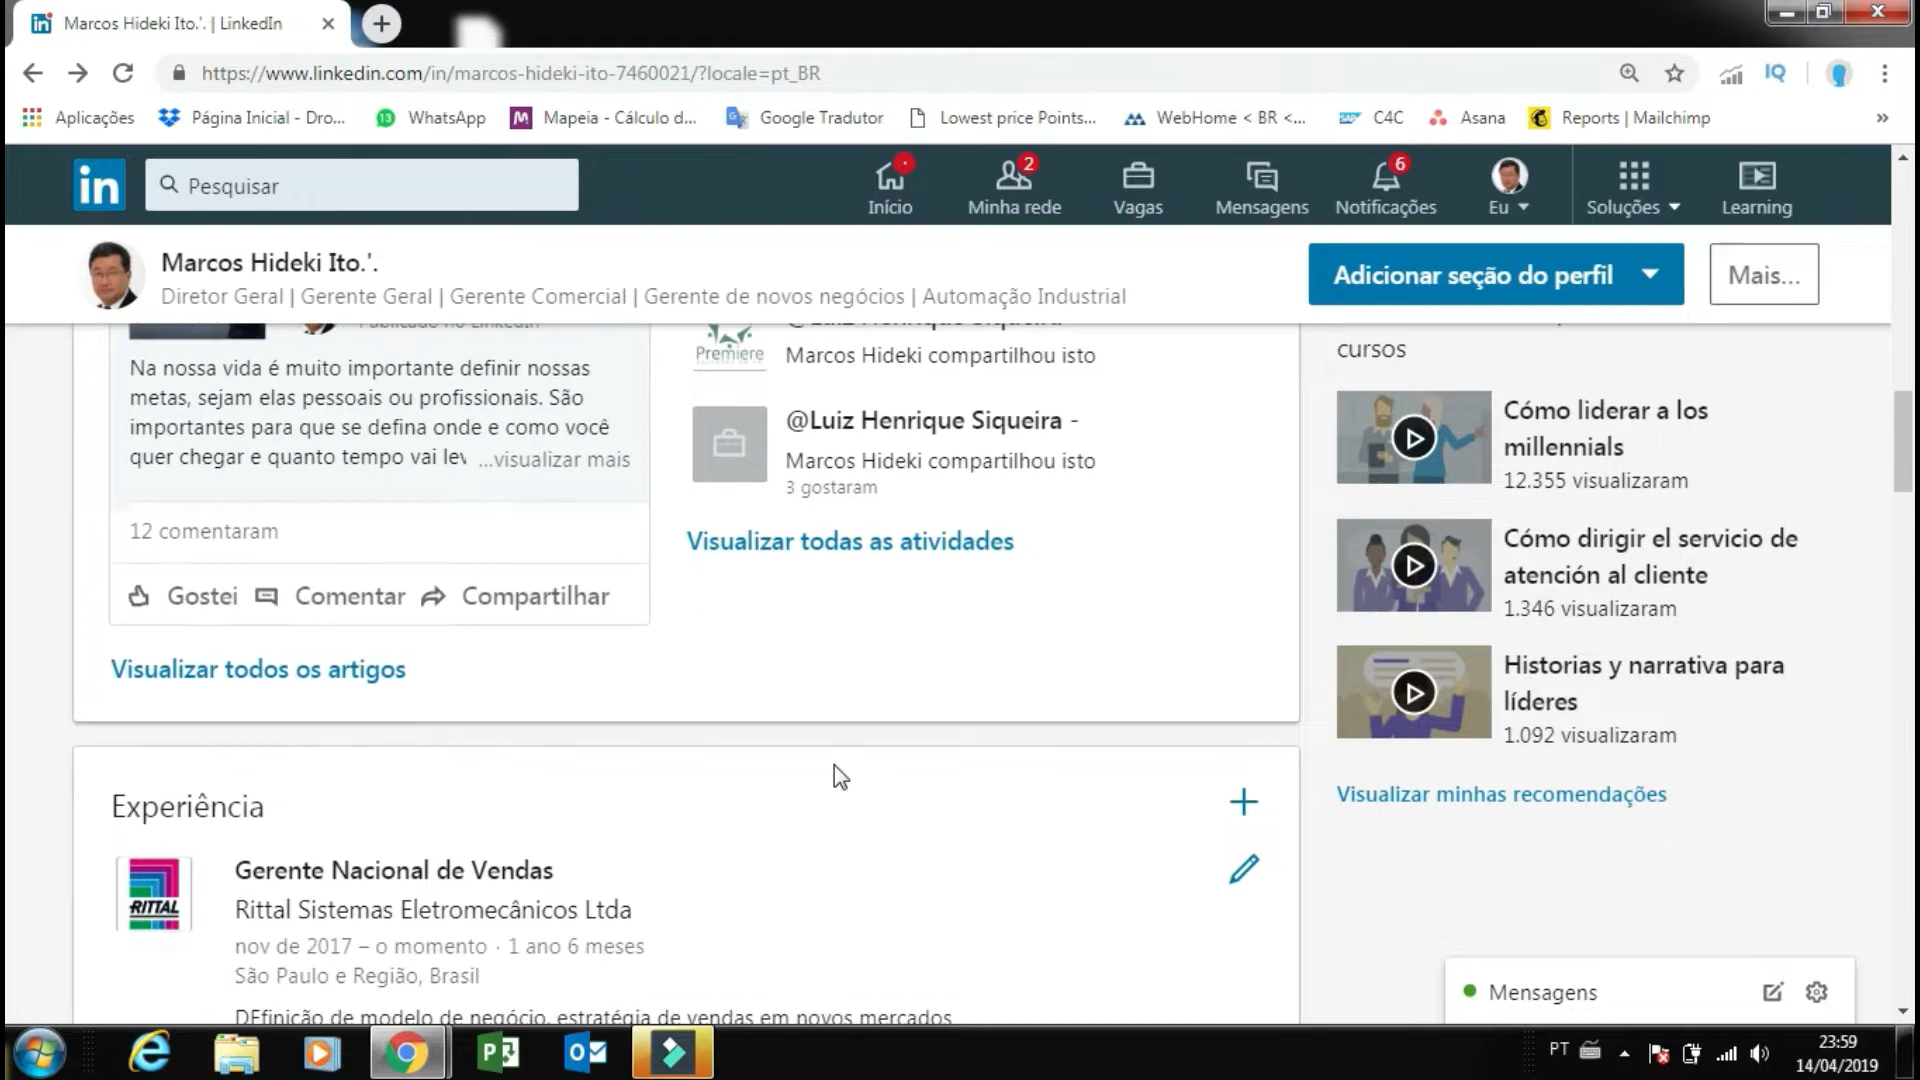 Marcos Hideki Ito.'. | LinkedIn
https://www.linkedin.com/in/marcos-hideki-ito-7460021/?locale=pt_BR
IQ
Aplicações
Página Inicial - Dro...
13
WhatsApp
M
Mapeia - Cálculo d...
Google Tradutor
Lowest price Points...
WebHome < BR <...
SAP
C4C
Asana
Reports | Mailchimp
»
in
Pesquisar
Início
2
Minha rede
Vagas
Mensagens
6
Notificações
Eu
Soluções
Learning
Marcos Hideki Ito.'.
Diretor Geral | Gerente Geral | Gerente Comercial | Gerente de novos negócios | Automação Industrial
Adicionar seção do perfil
Mais...
Publicado no LinkedIn
Na nossa vida é muito importante definir nossas
metas, sejam elas pessoais ou profissionais. São
importantes para que se defina onde e como você
quer chegar e quanto tempo vai lev ...visualizar mais
12 comentaram
Gostei
Comentar
Compartilhar
Visualizar todos os artigos
@Luiz Henrique Siqueira
Premiere
Marcos Hideki compartilhou isto
@Luiz Henrique Siqueira -
Marcos Hideki compartilhou isto
3 gostaram
Visualizar todas as atividades
cursos
Cómo liderar a los
millennials
12.355 visualizaram
Cómo dirigir el servicio de
atención al cliente
1.346 visualizaram
Historias y narrativa para
líderes
1.092 visualizaram
Visualizar minhas recomendações
Experiência
RITTAL
Gerente Nacional de Vendas
Rittal Sistemas Eletromecânicos Ltda
nov de 2017 – o momento · 1 ano 6 meses
São Paulo e Região, Brasil
DEfinição de modelo de negócio, estratégia de vendas em novos mercados
Mensagens
PT
23:59
14/04/2019